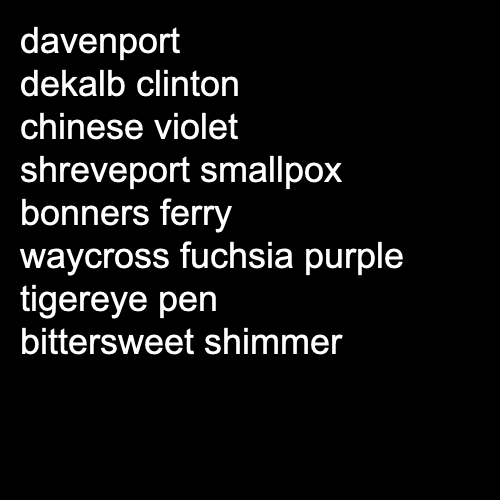 davenport
dekalb clinton
chinese violet
shreveport smallpox
bonners ferry
waycross fuchsia purple
tigereye pen
bittersweet shimmer